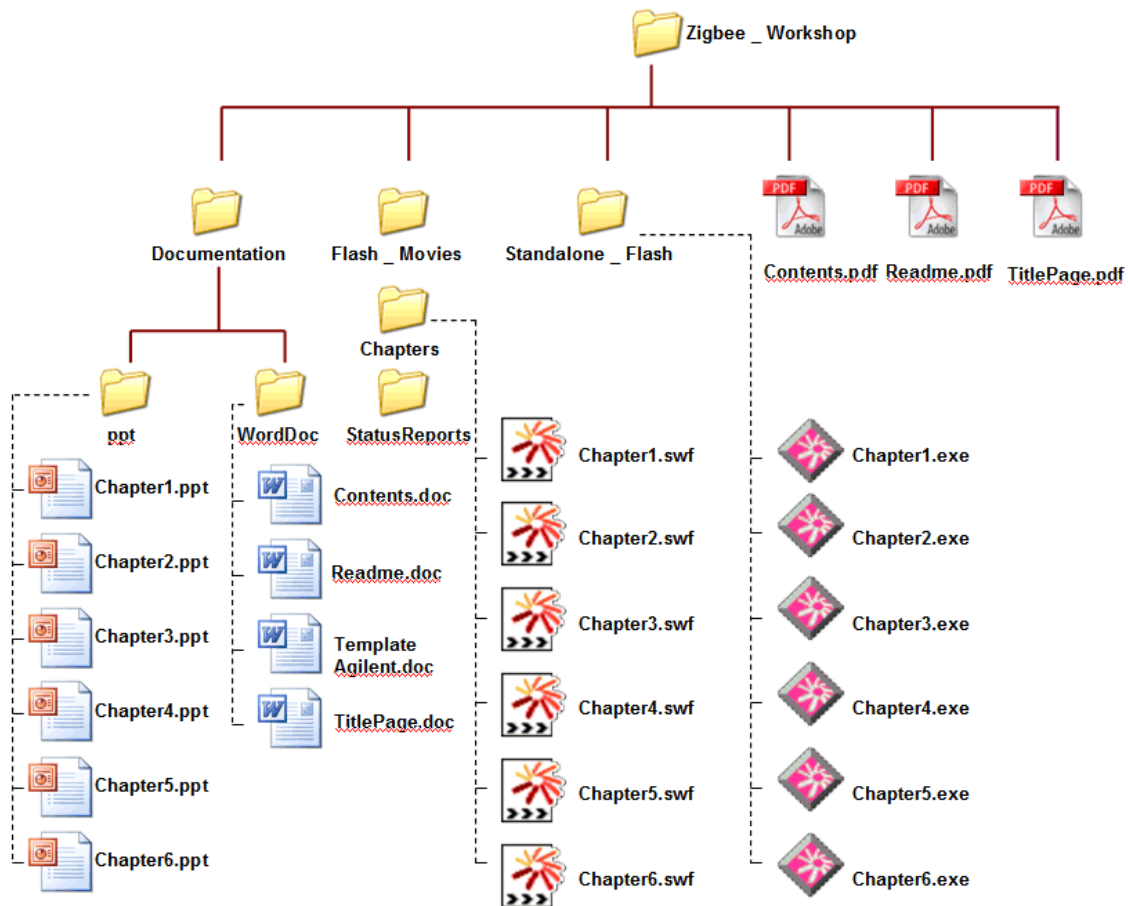 Zigbee _ Workshop
Documentation
Flash _ Movies
Standalone _ Flash
PDF
Adobe
Contents.pdf
PDF
Adobe
Readme.pdf
PDF
Adobe
TitlePage.pdf
Chapters
ppt
WordDoc
StatusReports
Chapter1.ppt
Chapter2.ppt
Chapter3.ppt
Chapter4.ppt
Chapter5.ppt
Chapter6.ppt
W
Contents.doc
W
Readme.doc
W
Template
Agilent.doc
W
TitlePage.doc
Chapter1.swf
Chapter2.swf
Chapter3.swf
Chapter4.swf
Chapter5.swf
Chapter6.swf
Chapter1.exe
Chapter2.exe
Chapter3.exe
Chapter4.exe
Chapter5.exe
Chapter6.exe